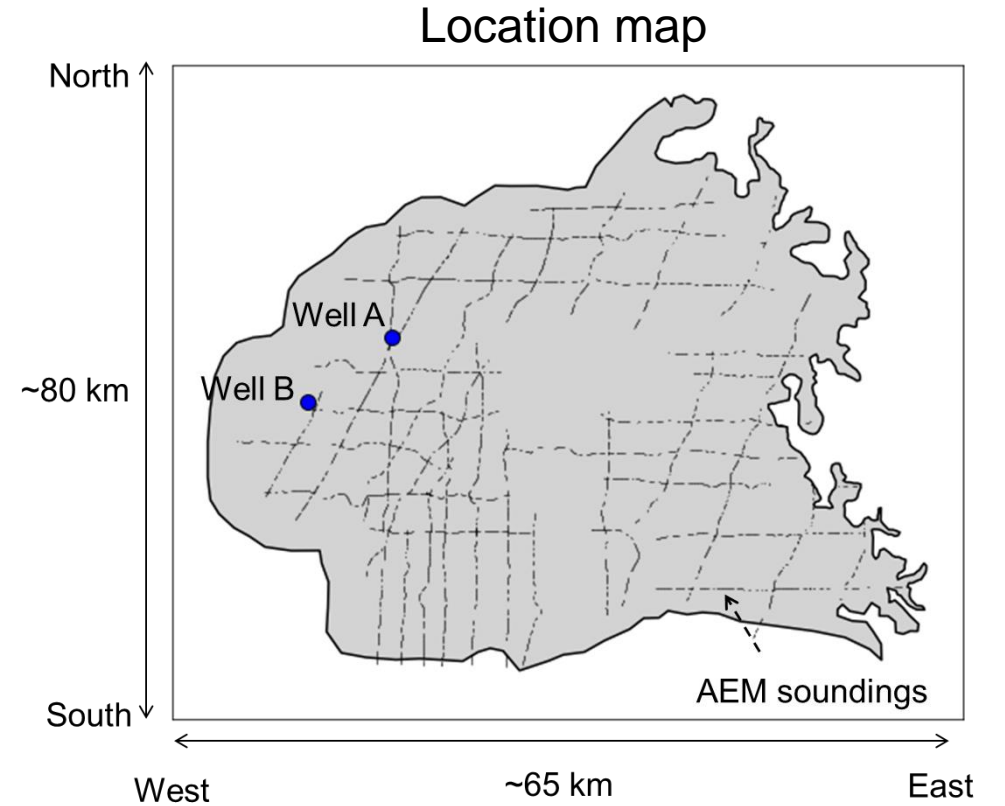 Location map
North
Well A
Well B
~80 km
AEM soundings
South
West
~65 km
East